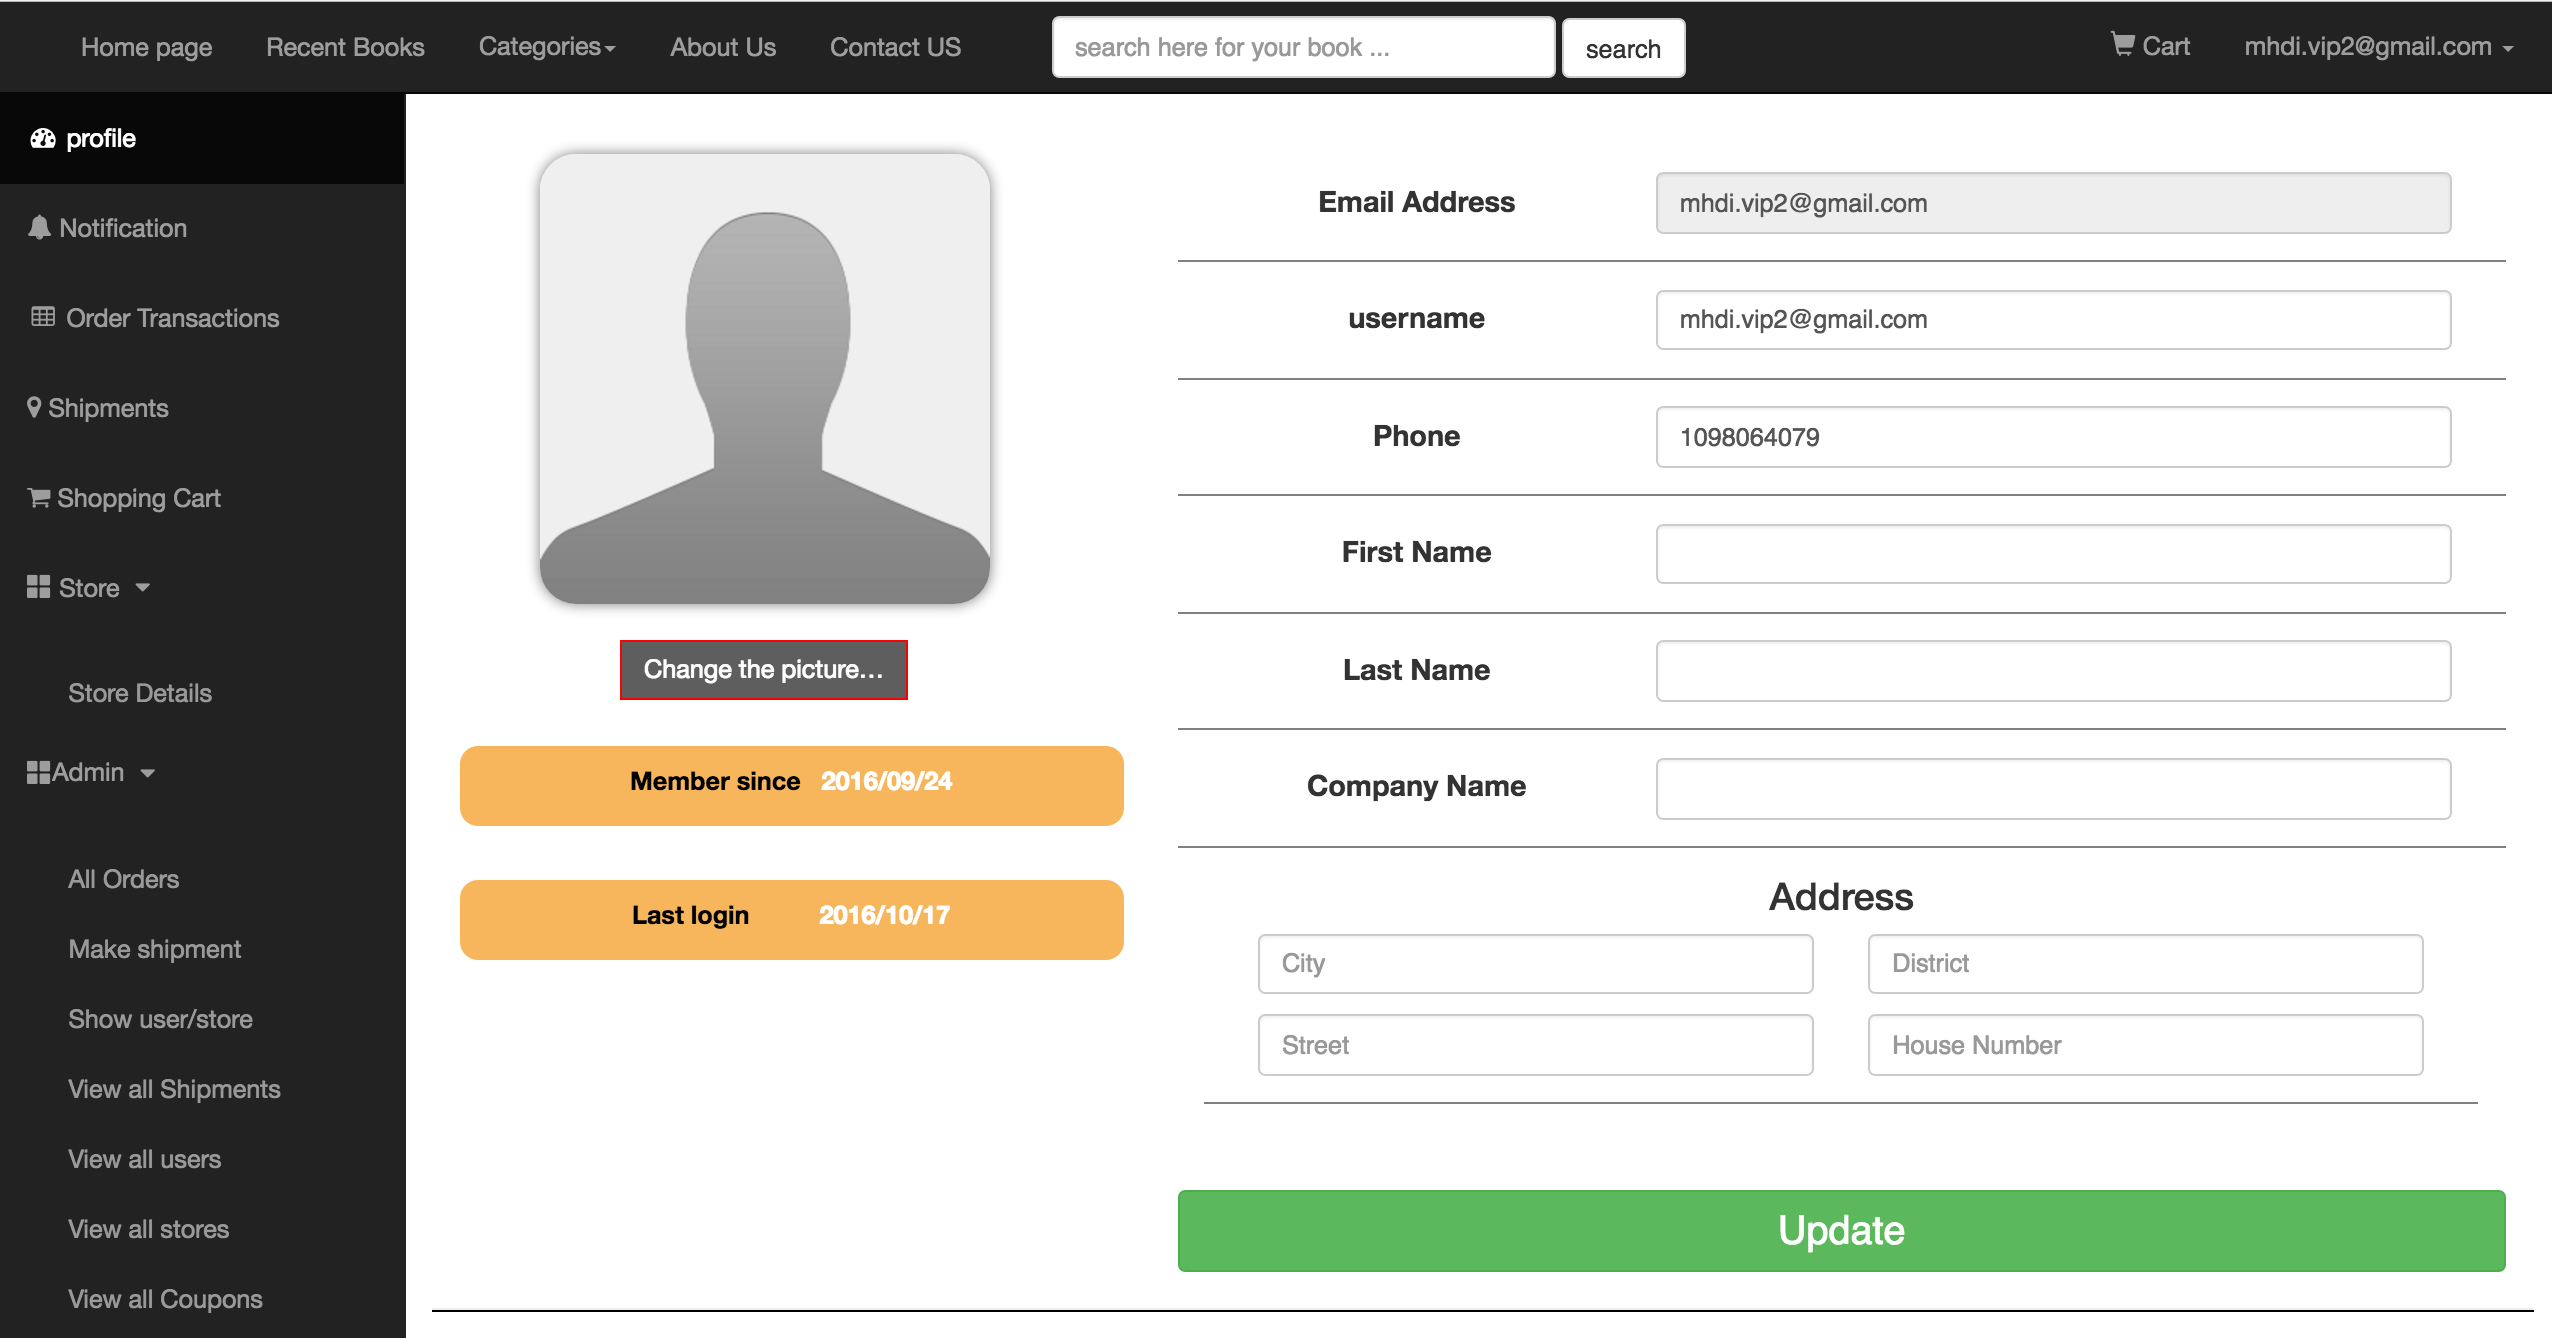 Home page Recent Books Categories About Us Contact US search here for your book ... search Cart mhdi.vip2@gmail.com
profile
Notification
Order Transactions
Shipments
Shopping Cart
Store
Store Details
Admin
All Orders
Make shipment
Show user/store
View all Shipments
View all users
View all stores
View all Coupons
Change the picture...
Member since 2016/09/24
Last login 2016/10/17
Email Address mhdi.vip2@gmail.com
username mhdi.vip2@gmail.com
Phone 1098064079
First Name
Last Name
Company Name
Address
City District
Street House Number
Update